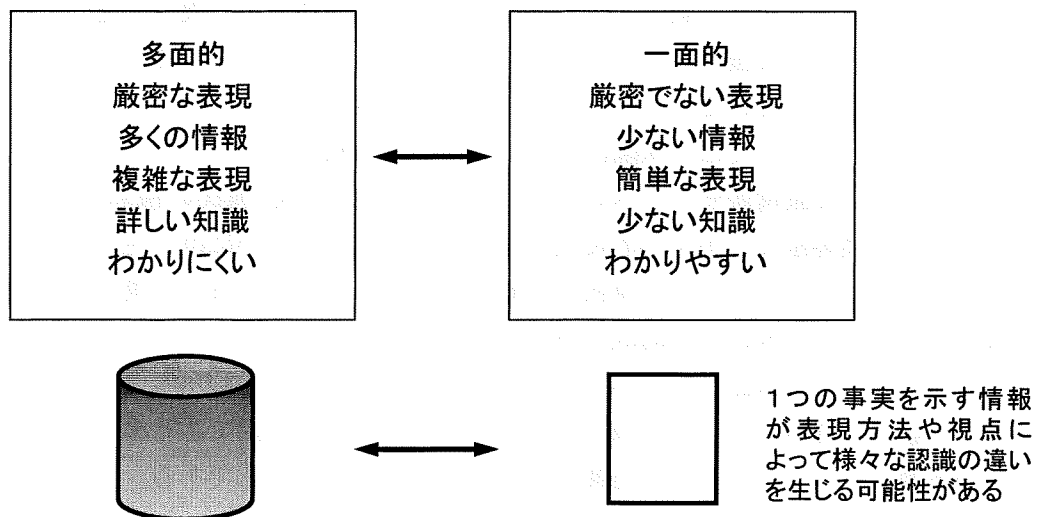 多面的
厳密な表現
多くの情報
複雑な表現
詳しい知識
わかりにくい
一面的
厳密でない表現
少ない情報
簡単な表現
少ない知識
わかりやすい
１つの事実を示す情報
が表現方法や視点に
よって様々な認識の違い
を生じる可能性がある